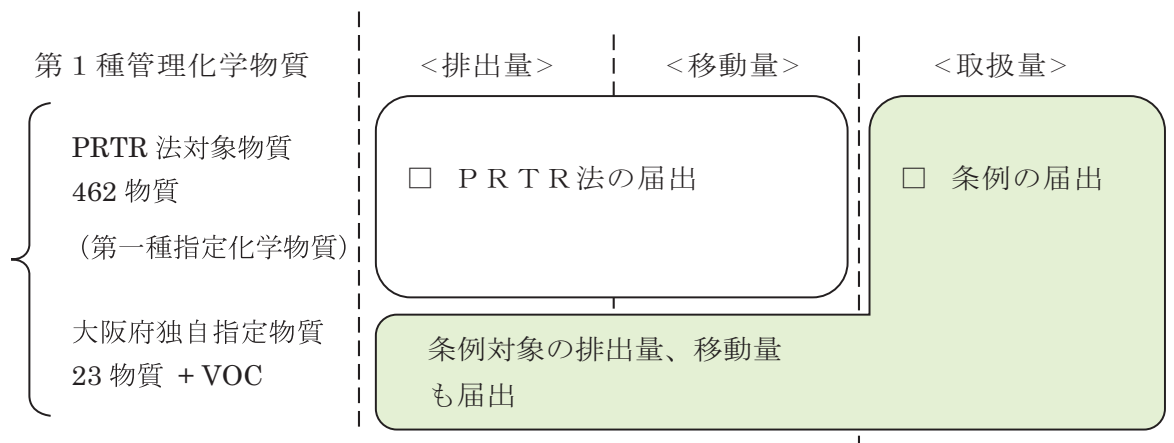 第1種管理化学物質
<排出量>
<移動量>
<取扱量>
PRTR 法対象物質
462 物質
（第一種指定化学物質）
□ ＰＲＴＲ法の届出
□ 条例の届出
大阪府独自指定物質
23 物質 + VOC
条例対象の排出量、移動量
も届出